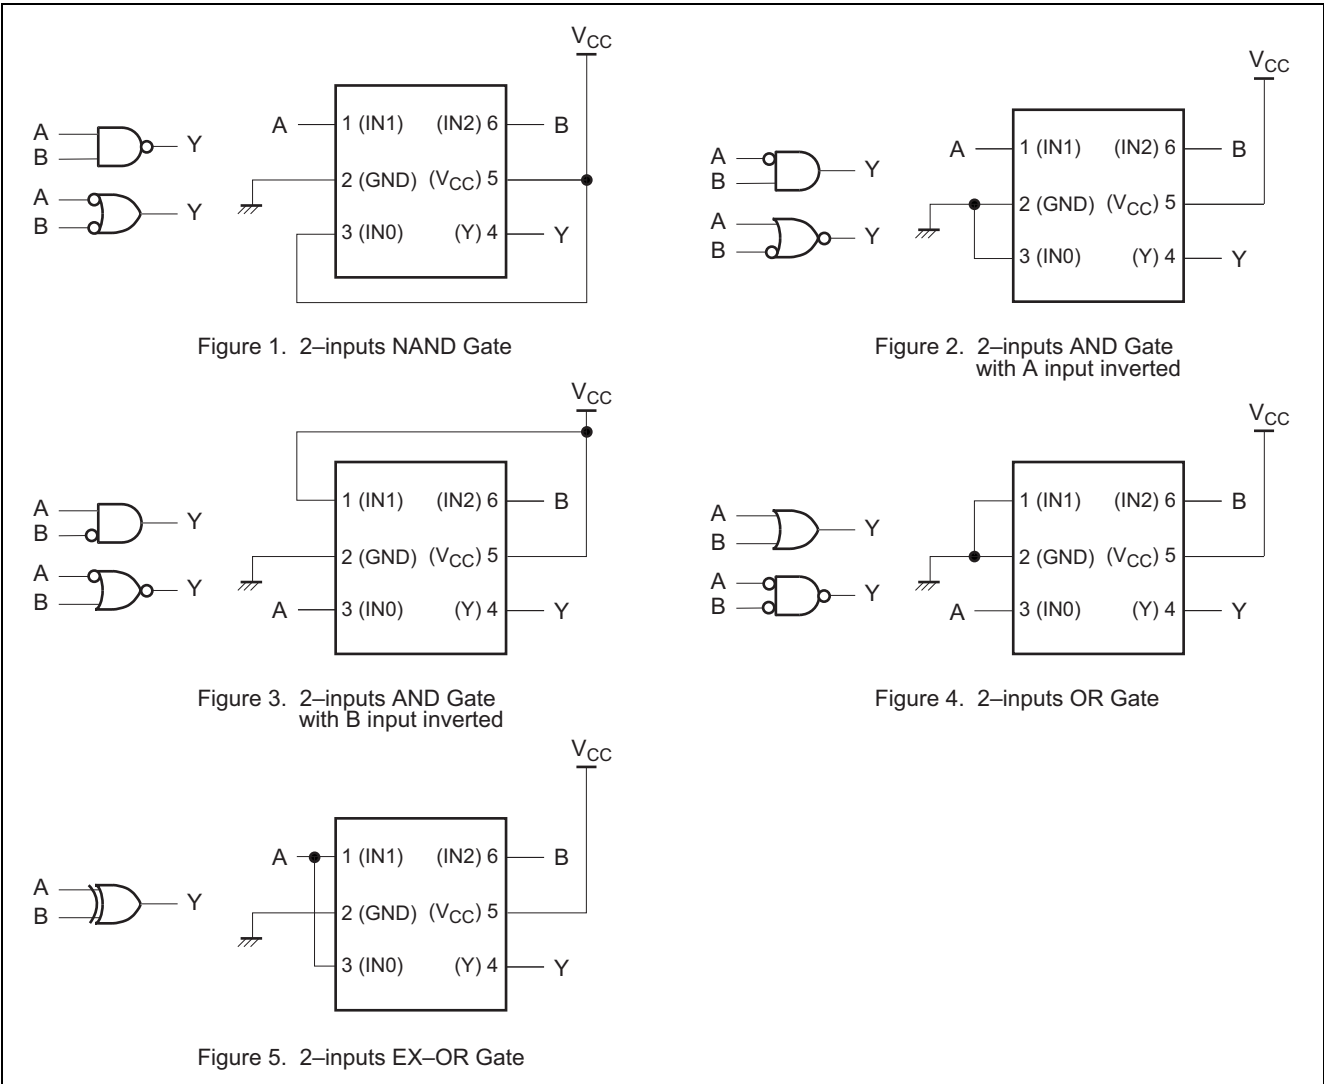 VCC
A
B
Y
A
B
Y
A
1 (IN1)
(IN2) 6
B
2 (GND)
(VCC) 5
3 (IN0)
(Y) 4
Y
Figure 1. 2–inputs NAND Gate
VCC
A
B
Y
A
B
Y
A
1 (IN1)
(IN2) 6
B
2 (GND)
(VCC) 5
3 (IN0)
(Y) 4
Y
Figure 2. 2–inputs AND Gate
with A input inverted
VCC
A
B
Y
A
B
Y
1 (IN1)
(IN2) 6
B
2 (GND)
(VCC) 5
A
3 (IN0)
(Y) 4
Y
Figure 3. 2–inputs AND Gate
with B input inverted
VCC
A
B
Y
A
B
Y
1 (IN1)
(IN2) 6
B
2 (GND)
(VCC) 5
A
3 (IN0)
(Y) 4
Y
Figure 4. 2–inputs OR Gate
VCC
A
B
Y
A
1 (IN1)
(IN2) 6
B
2 (GND)
(VCC) 5
3 (IN0)
(Y) 4
Y
Figure 5. 2–inputs EX–OR Gate